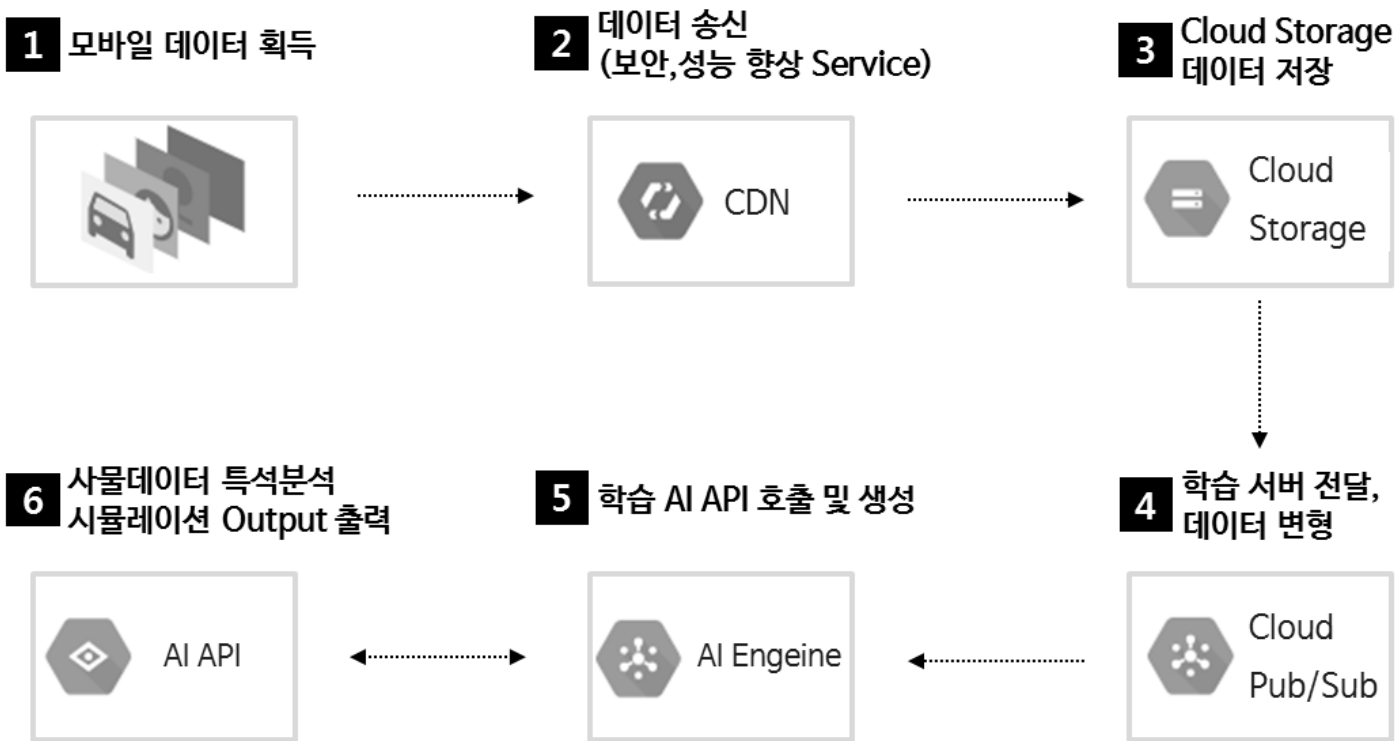 1 모바일 데이터 획득
2 데이터 송신
(보안,성능 향상 Service)
3 Cloud Storage
데이터 저장
CDN
Cloud
Storage
6 사물데이터 특석분석
시뮬레이션 Output 출력
5 학습 AI API 호출 및 생성
4 학습 서버 전달,
데이터 변형
AI API
AI Engeine
Cloud
Pub/Sub